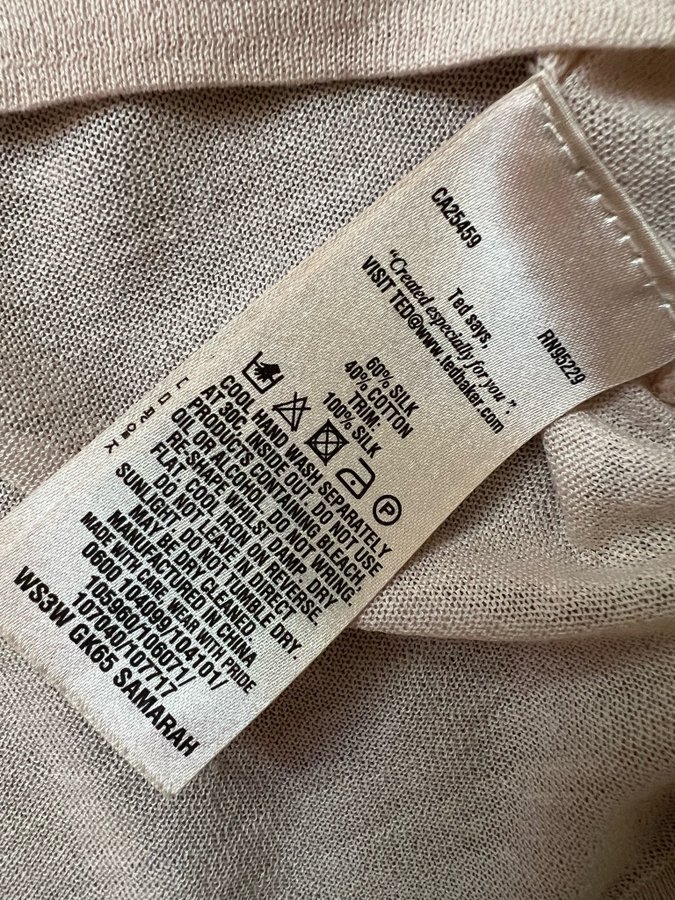 CA25459
RN95229
Ted says,
"Created especially for you".
VISIT TED@www.tedbaker.com
60% SILK
40% COTTON
TRIM:
100% SILK
P
COOL HAND WASH SEPARATELY
AT 30C. INSIDE OUT. DO NOT USE
PRODUCTS CONTAINING BLEACH,
OIL OR ALCOHOL. DO NOT WRING.
RE-SHAPE WHILST DAMP. DRY
FLAT. COOL IRON ON REVERSE.
DO NOT LEAVE IN DIRECT
SUNLIGHT. DO NOT TUMBLE DRY.
MAY BE DRY CLEANED.
MANUFACTURED IN CHINA
MADE WITH CARE. WEAR WITH PRIDE
0600 104099/104101/
105960/106071/
107040/107717
WS3W GK65 SAMARAH